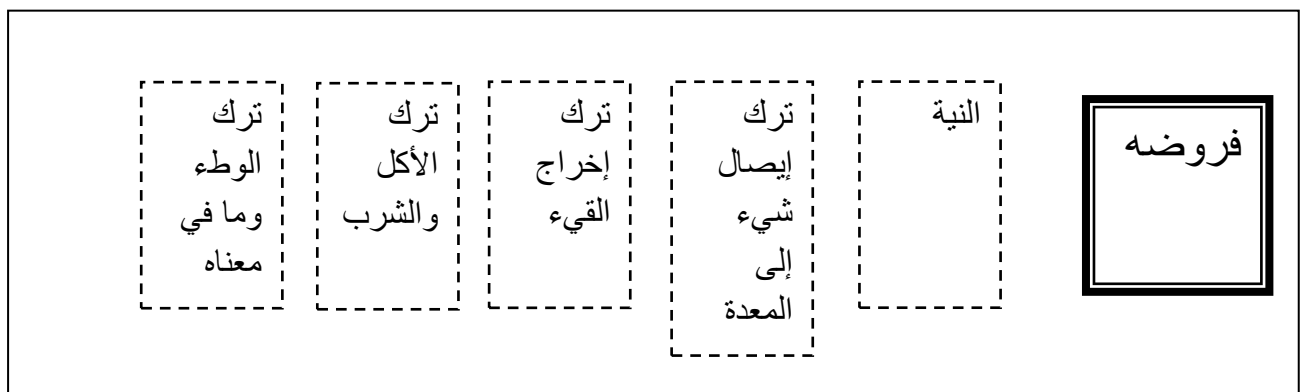 فروضه
النية
ترك
إيصال
شيء
إلى
المعدة
ترك
إخراج
القيء
ترك
الأكل
والشرب
ترك
الوطء
وما في
معناه